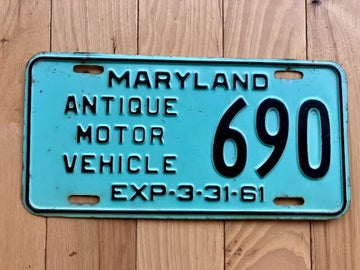 MARYLAND
ANTIQUE
MOTOR
VEHICLE
690
EXP-3-31-61